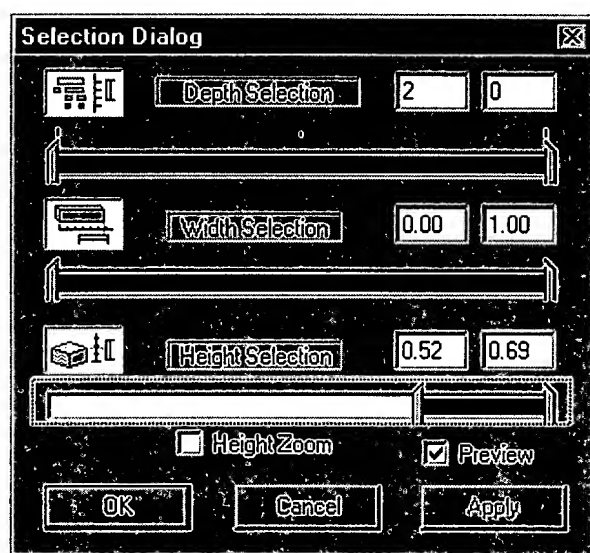 Selection Dialog
Depth Selection 2 0
0
Width Selection 0.00 1.00
Height Selection 0.52 0.69
Height Zoom Preview
OK Cancel Apply